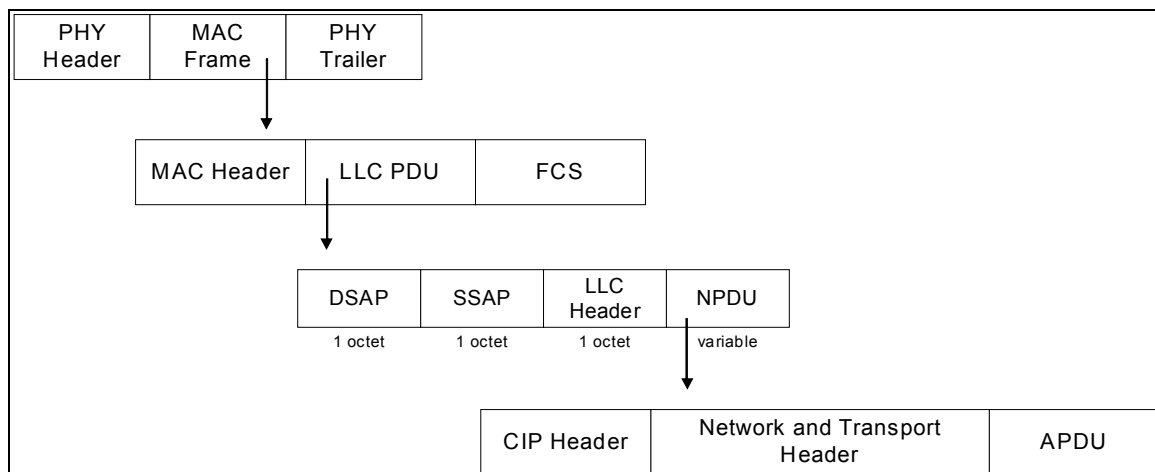 PHY Header
MAC Frame
PHY Trailer
MAC Header
LLC PDU
FCS
DSAP
SSAP
LLC Header
NPDU
1 octet
1 octet
1 octet
variable
CIP Header
Network and Transport Header
APDU